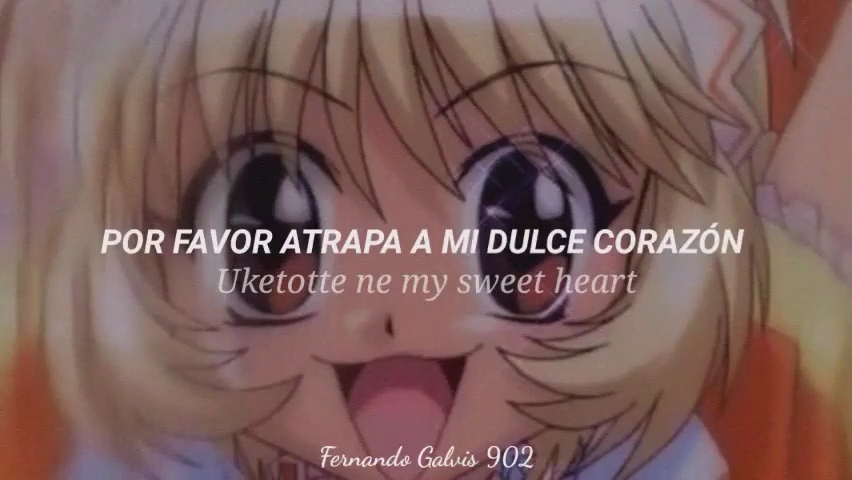 POR FAVOR ATRAPA A MI DULCE CORAZÓN
Uketotte ne my sweet heart
Fernando Galvis 902